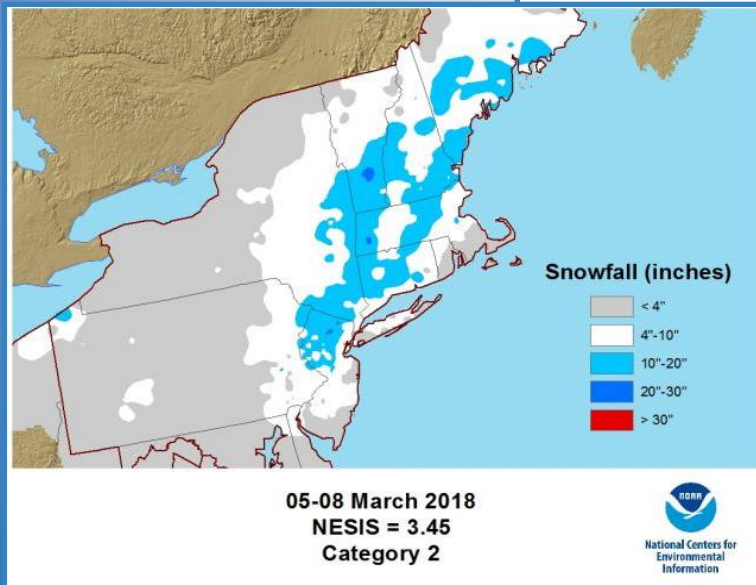 Snowfall (inches)
< 4"
4"-10"
10"-20"
20"-30"
> 30"
05-08 March 2018
NESIS = 3.45
Category 2
NOAA
National Centers for
Environmental
Information